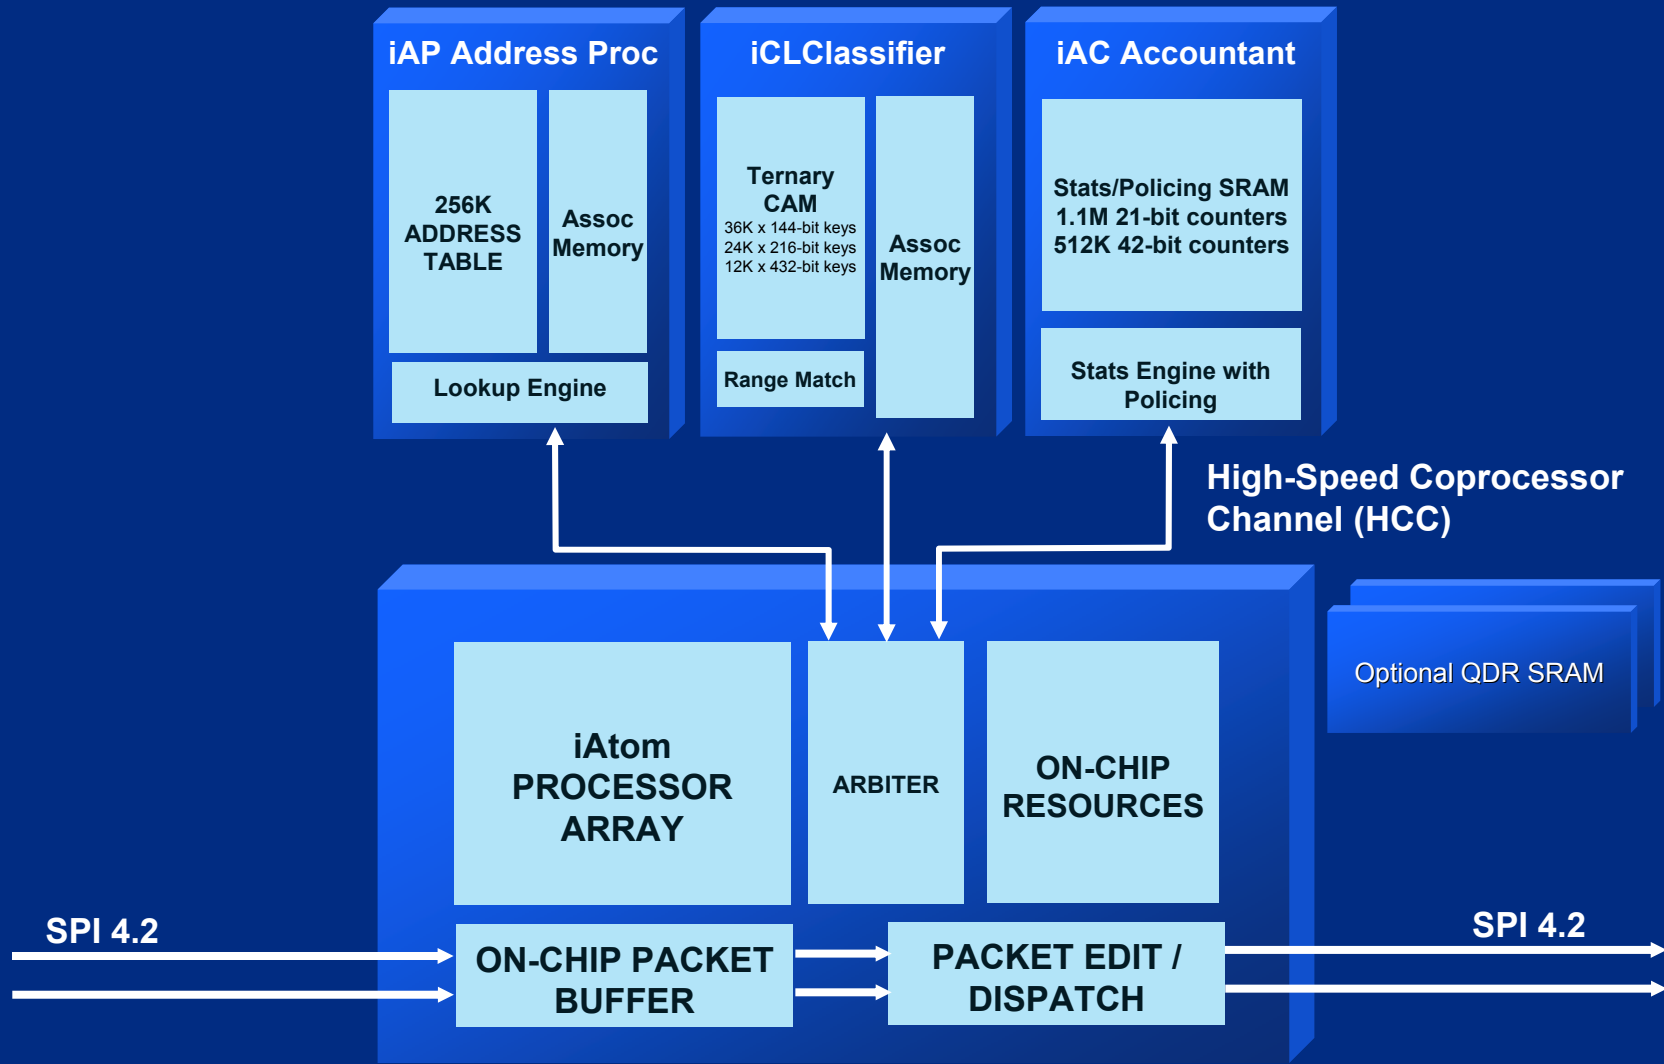 iAP Address Proc
256K
ADDRESS
TABLE
Assoc
Memory
Lookup Engine
iCLClassifier
Ternary
CAM
36K x 144-bit keys
24K x 216-bit keys
12K x 432-bit keys
Assoc
Memory
Range Match
iAC Accountant
Stats/Policing SRAM
1.1M 21-bit counters
512K 42-bit counters
Stats Engine with
Policing
High-Speed Coprocessor
Channel (HCC)
iAtom
PROCESSOR
ARRAY
ARBITER
ON-CHIP
RESOURCES
Optional QDR SRAM
SPI 4.2
ON-CHIP PACKET
BUFFER
PACKET EDIT /
DISPATCH
SPI 4.2